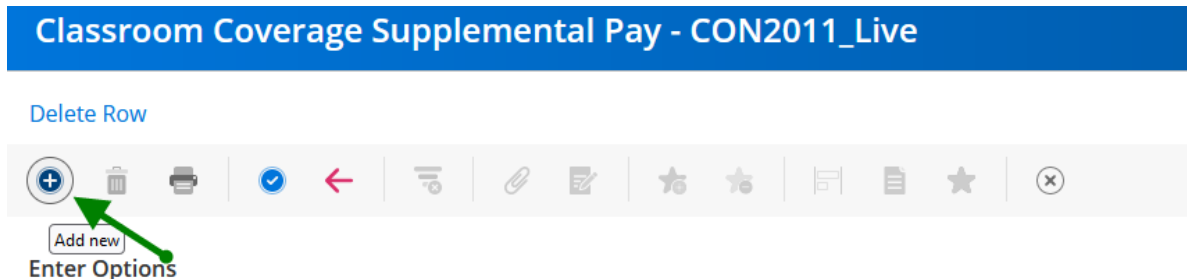 Classroom Coverage Supplemental Pay - CON2011_Live
Delete Row
Add new
Enter Options